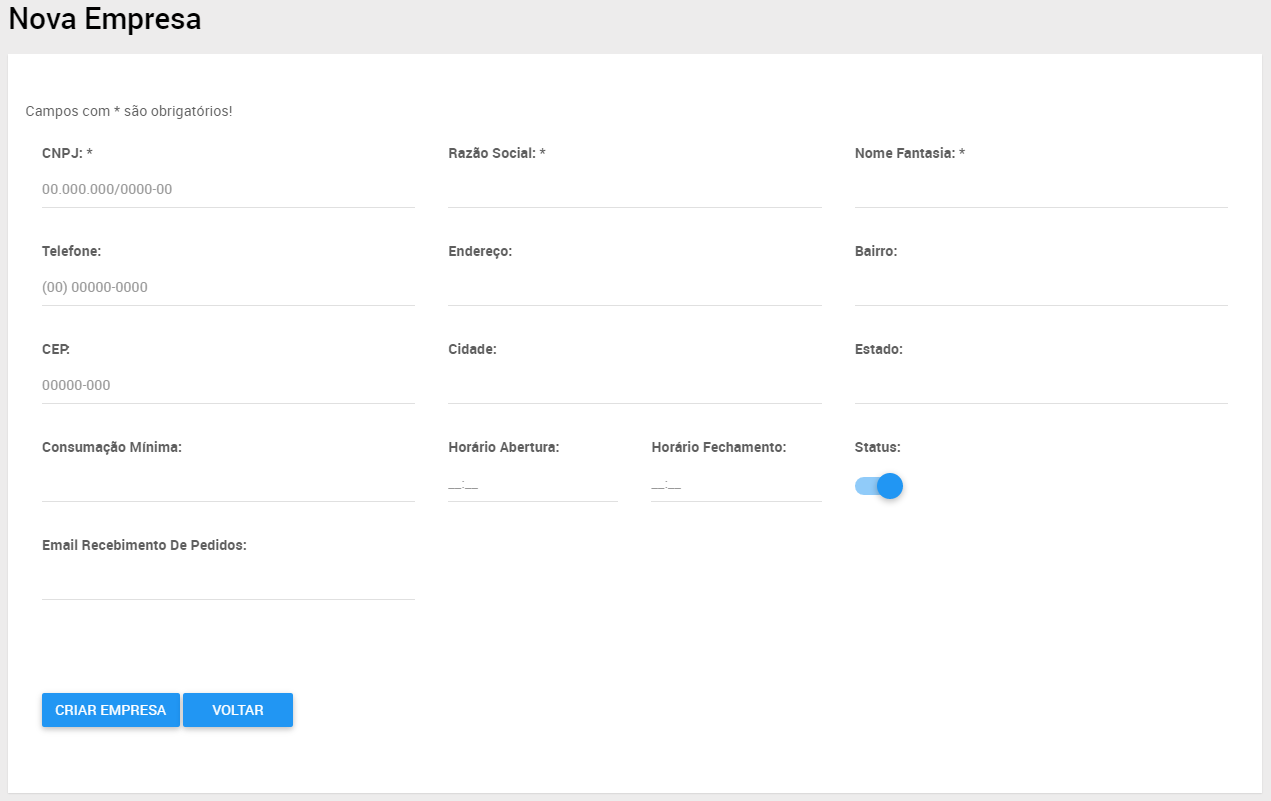 Nova Empresa
Campos com * são obrigatórios!
CNPJ: * Razão Social: * Nome Fantasia: *
00.000.000/0000-00
Telefone: Endereço: Bairro:
(00) 00000-0000
CEP: Cidade: Estado:
00000-000
Consumação Mínima: Horário Abertura: Horário Fechamento: Status:
__:__ __:__
Email Recebimento De Pedidos:
CRIAR EMPRESA VOLTAR